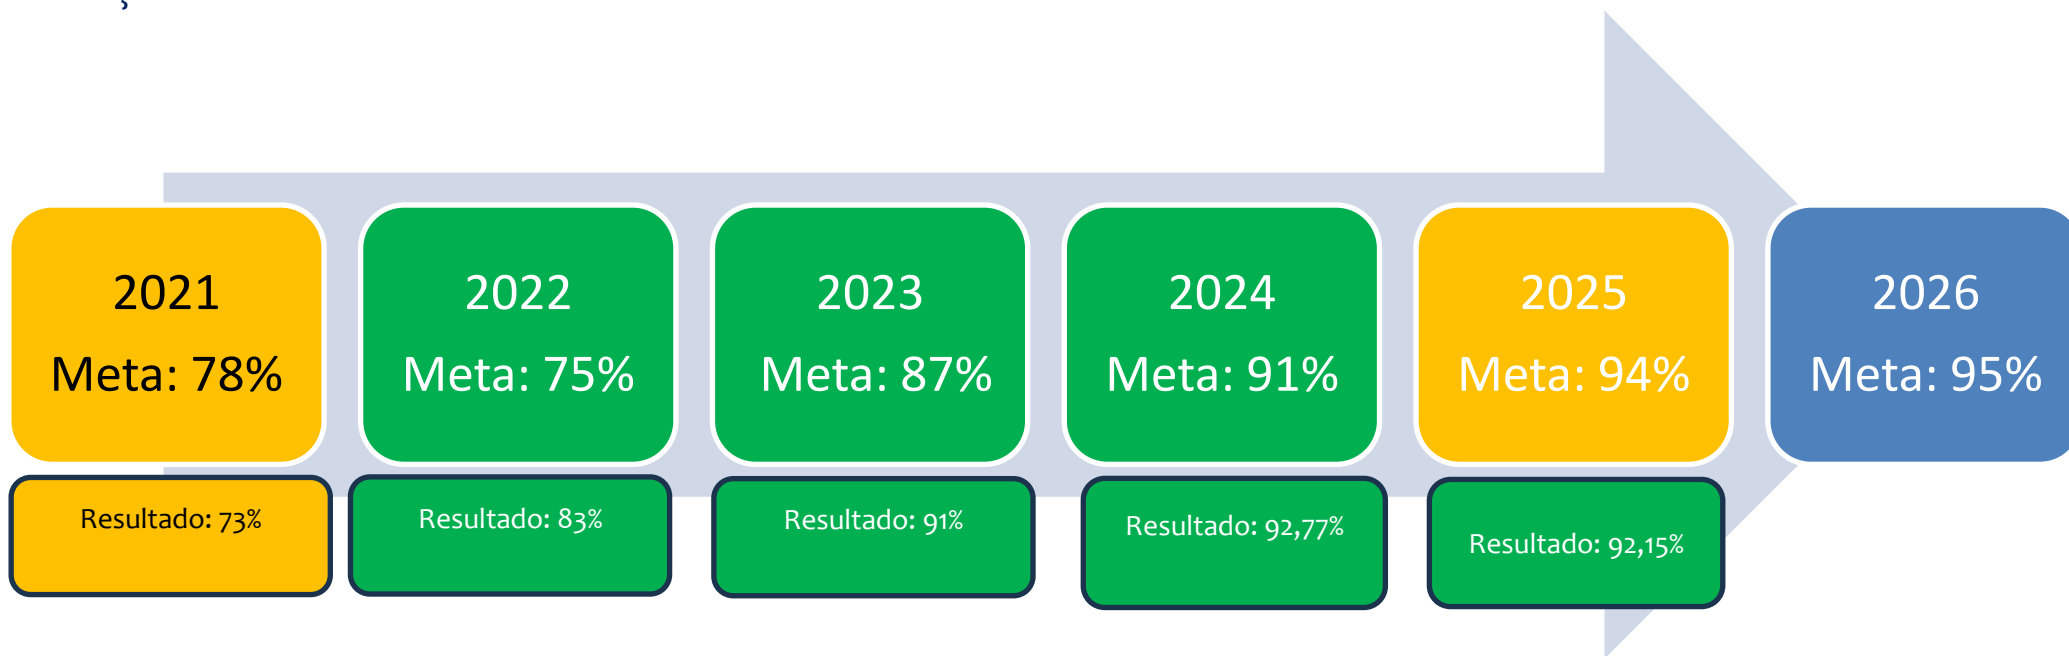 2021
Meta: 78%
2022
Meta: 75%
2023
Meta: 87%
2024
Meta: 91%
2025
Meta: 94%
2026
Meta: 95%
Resultado: 73%
Resultado: 83%
Resultado: 91%
Resultado: 92,77%
Resultado: 92,15%